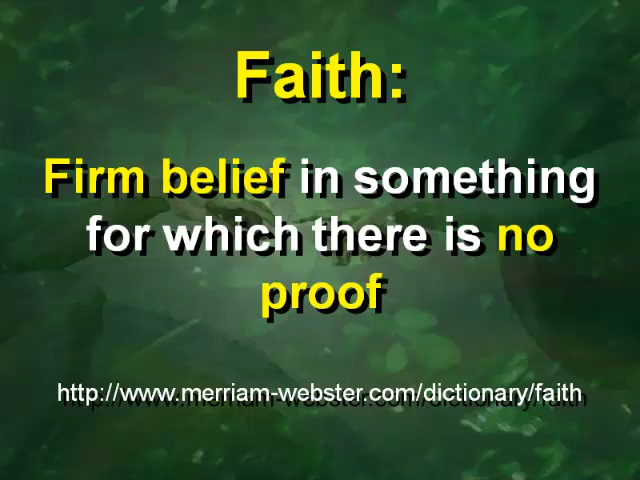 Faith:
Firm belief in something
for which there is no
proof
http://www.merriam-webster.com/dictionary/faith